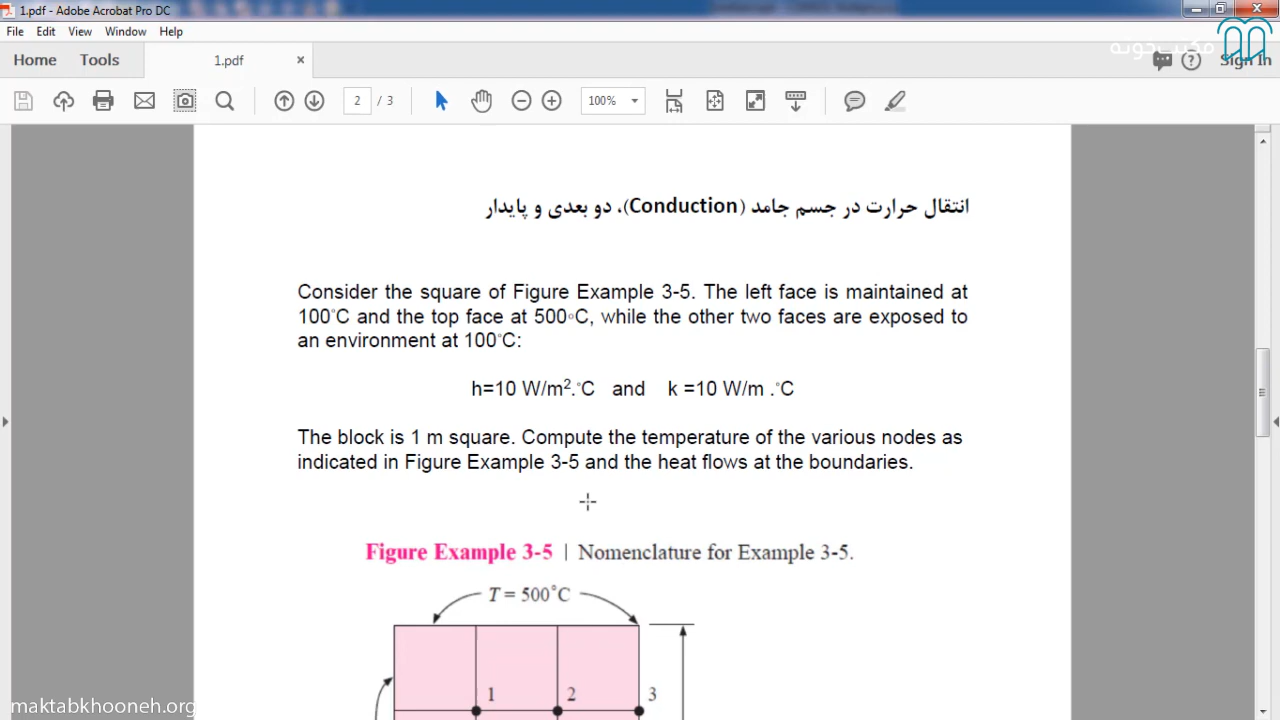 1.pdf - Adobe Acrobat Pro DC
File Edit View Window Help
مکتب‌خونه
Home Tools 1.pdf × Sign In
2 / 3 100%
انتقال حرارت در جسم جامد (Conduction)، دو بعدی و پایدار
Consider the square of Figure Example 3-5. The left face is maintained at
100°C and the top face at 500◦C, while the other two faces are exposed to
an environment at 100°C:
h=10 W/m².°C and k =10 W/m .°C
The block is 1 m square. Compute the temperature of the various nodes as
indicated in Figure Example 3-5 and the heat flows at the boundaries.
Figure Example 3-5 | Nomenclature for Example 3-5.
T = 500°C
1 2 3
maktabkhooneh.org